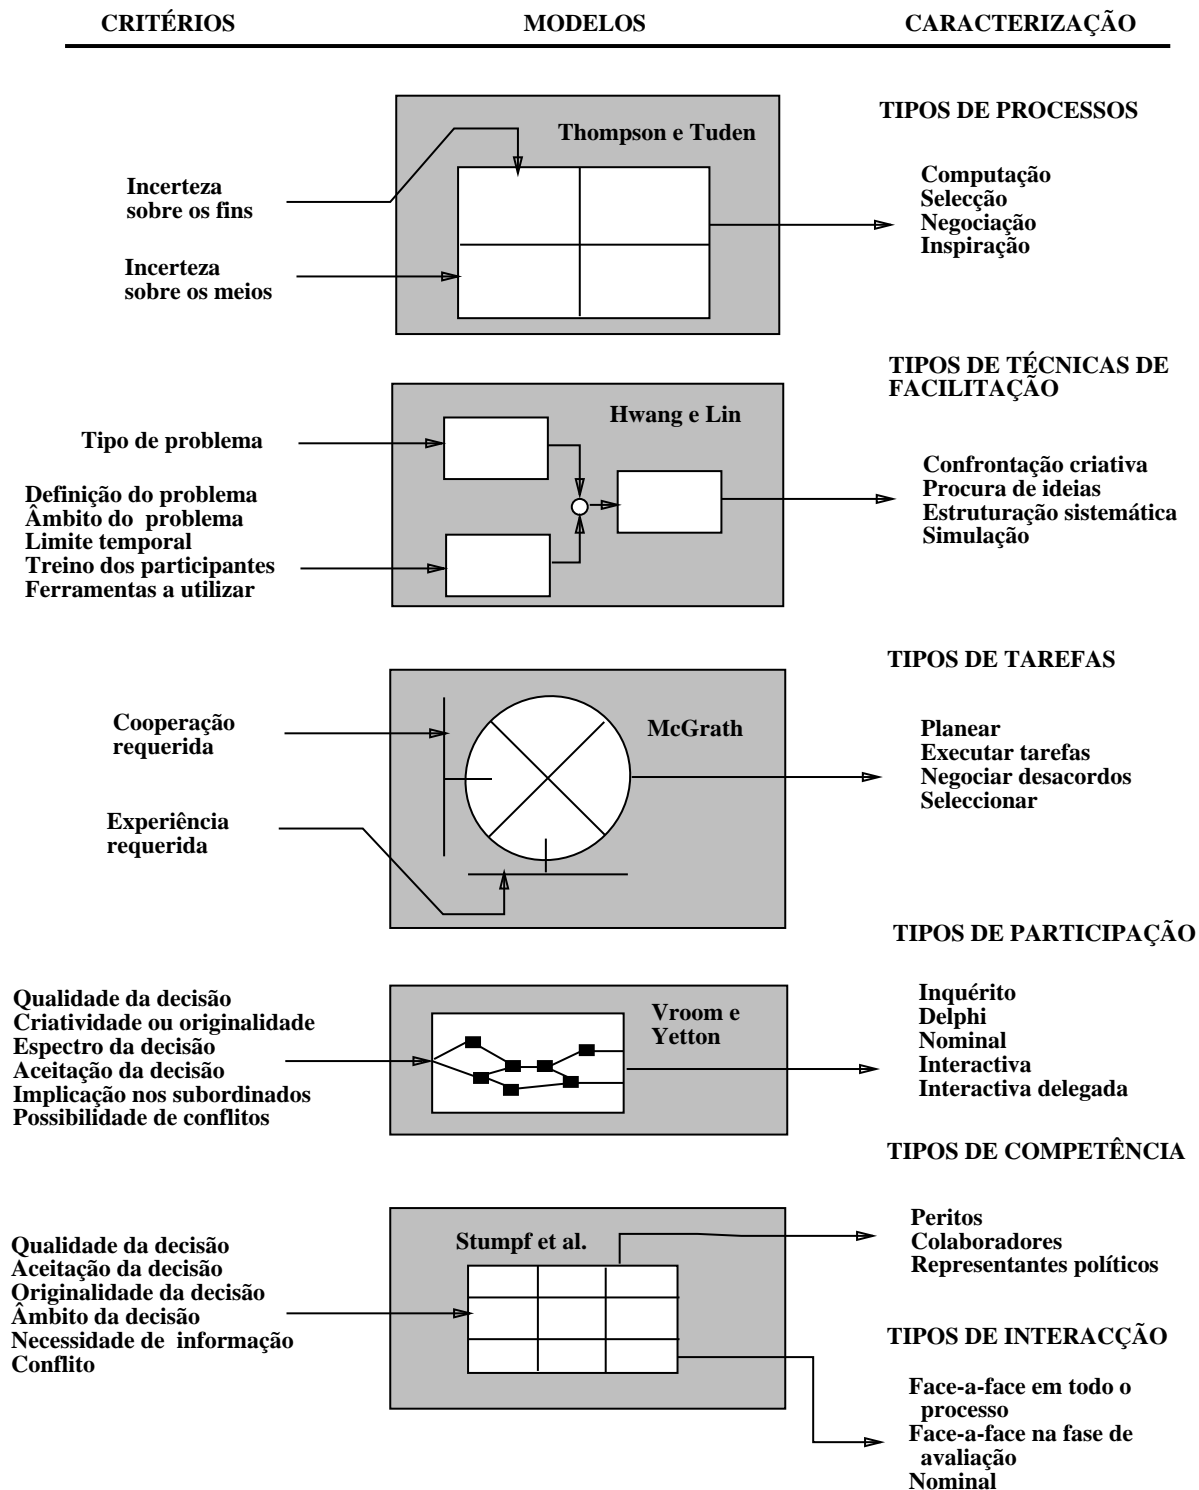 CRITÉRIOS
MODELOS
CARACTERIZAÇÃO
Thompson e Tuden
Incerteza
sobre os fins
Incerteza
sobre os meios
TIPOS DE PROCESSOS
Computação
Selecção
Negociação
Inspiração
Tipo de problema
Definição do problema
Âmbito do  problema
Limite temporal
Treino dos participantes
Ferramentas a utilizar
Hwang e Lin
TIPOS DE TÉCNICAS DE
FACILITAÇÃO
Confrontação criativa
Procura de ideias
Estruturação sistemática
Simulação
Cooperação
requerida
Experiência
requerida
McGrath
TIPOS DE TAREFAS
Planear
Executar tarefas
Negociar desacordos
Seleccionar
Qualidade da decisão
Criatividade ou originalidade
Espectro da decisão
Aceitação da decisão
Implicação nos subordinados
Possibilidade de conflitos
Vroom e
Yetton
TIPOS DE PARTICIPAÇÃO
Inquérito
Delphi
Nominal
Interactiva
Interactiva delegada
Qualidade da decisão
Aceitação da decisão
Originalidade da decisão
Âmbito da decisão
Necessidade de  informação
Conflito
Stumpf et al.
TIPOS DE COMPETÊNCIA
Peritos
Colaboradores
Representantes políticos
TIPOS DE INTERACÇÃO
Face-a-face em todo o
processo
Face-a-face na fase de
avaliação
Nominal